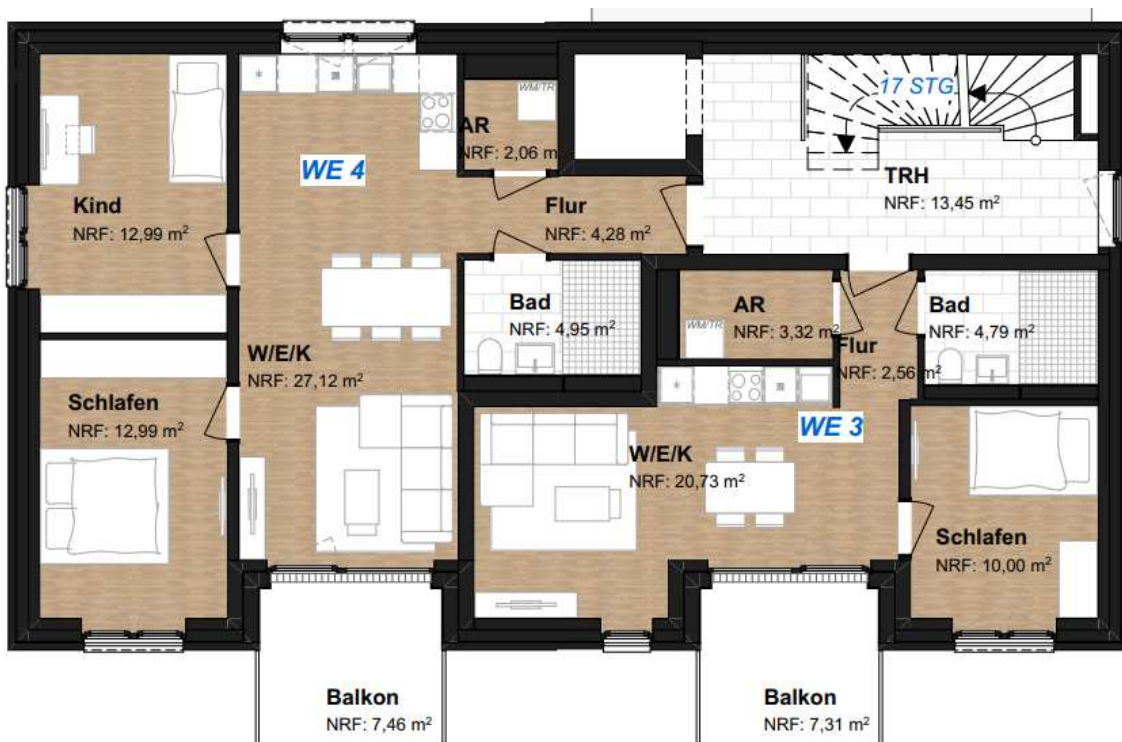 17 STG
WM/TR
AR
NRF: 2,06 m
WE 4
TRH
NRF: 13,45 m²
Kind
NRF: 12,99 m²
Flur
NRF: 4,28 m²
Bad
NRF: 4,95 m²
AR
NRF: 3,32 m²
WM/TR
Bad
NRF: 4,79 m²
Flur
NRF: 2,56 m²
W/E/K
NRF: 27,12 m²
Schlafen
NRF: 12,99 m²
WE 3
W/E/K
NRF: 20,73 m²
Schlafen
NRF: 10,00 m²
Balkon
NRF: 7,46 m²
Balkon
NRF: 7,31 m²